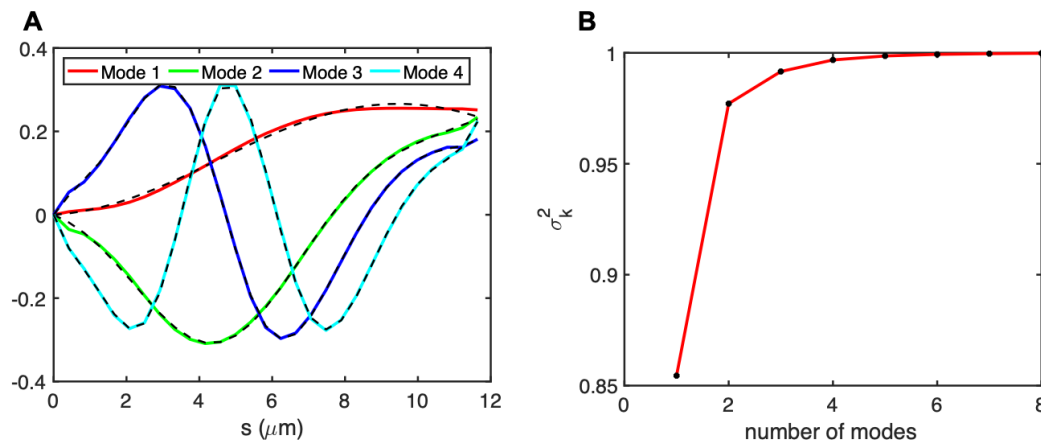 A
0.4
0.2
0
-0.2
-0.4
Mode 1 Mode 2 Mode 3 Mode 4
0 2 4 6 8 10 12
s (μm)
B
1
0.95
0.9
0.85
σ²ₖ
0 2 4 6 8
number of modes